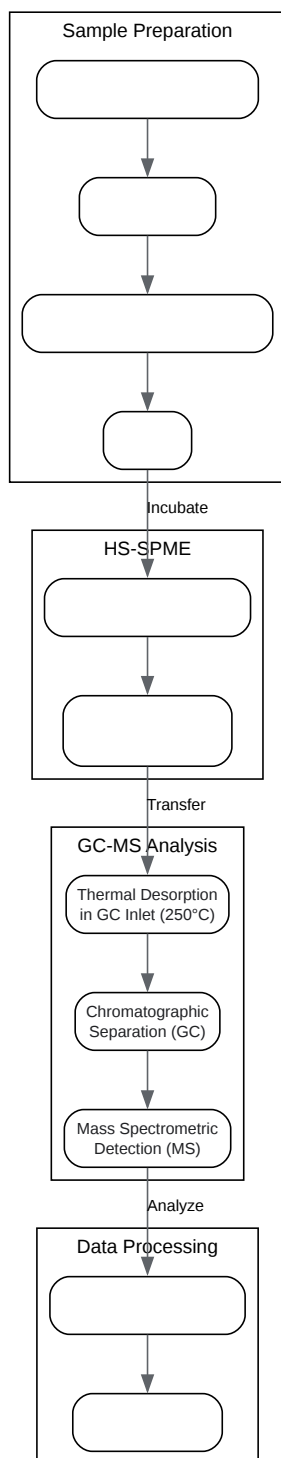 Sample Preparation
Incubate
HS-SPME
Transfer
GC-MS Analysis
Thermal Desorption
in GC Inlet (250°C)
Chromatographic
Separation (GC)
Mass Spectrometric
Detection (MS)
Analyze
Data Processing